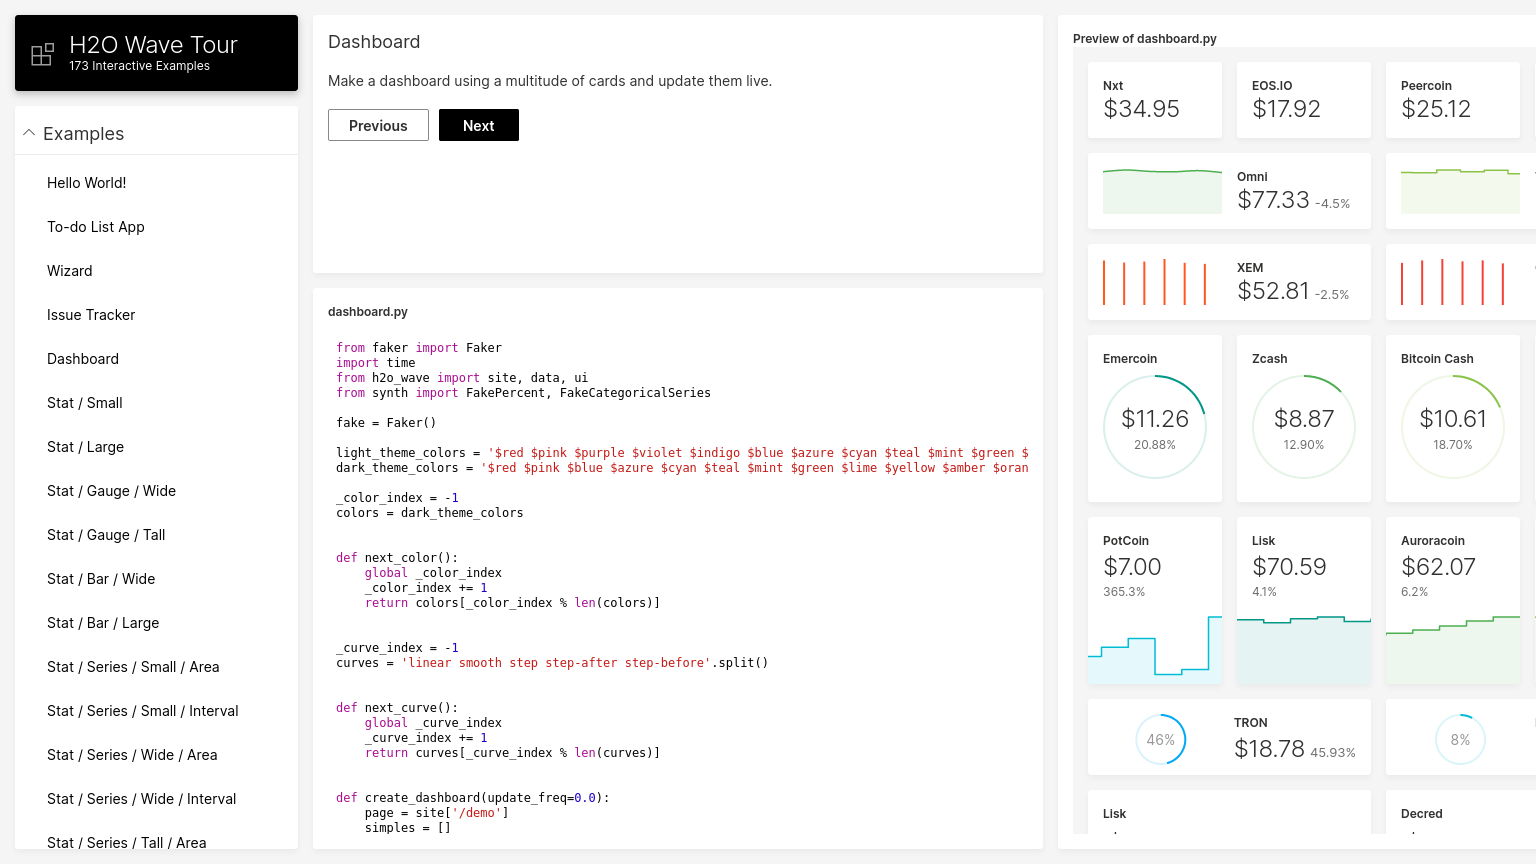 H2O Wave Tour
173 Interactive Examples
Examples
Hello World!
To-do List App
Wizard
Issue Tracker
Dashboard
Stat / Small
Stat / Large
Stat / Gauge / Wide
Stat / Gauge / Tall
Stat / Bar / Wide
Stat / Bar / Large
Stat / Series / Small / Area
Stat / Series / Small / Interval
Stat / Series / Wide / Area
Stat / Series / Wide / Interval
Stat / Series / Tall / Area
Dashboard
Make a dashboard using a multitude of cards and update them live.
Previous Next
dashboard.py
from faker import Faker
import time
from h2o_wave import site, data, ui
from synth import FakePercent, FakeCategoricalSeries
fake = Faker()
light_theme_colors = '$red $pink $purple $violet $indigo $blue $azure $cyan $teal $mint $green $
dark_theme_colors = '$red $pink $blue $azure $cyan $teal $mint $green $lime $yellow $amber $oran
_color_index = -1
colors = dark_theme_colors
def next_color():
    global _color_index
    _color_index += 1
    return colors[_color_index % len(colors)]
_curve_index = -1
curves = 'linear smooth step step-after step-before'.split()
def next_curve():
    global _curve_index
    _curve_index += 1
    return curves[_curve_index % len(curves)]
def create_dashboard(update_freq=0.0):
    page = site['/demo']
    simples = []
Preview of dashboard.py
Nxt
$34.95
EOS.IO
$17.92
Peercoin
$25.12
Omni
$77.33 -4.5%
XEM
$52.81 -2.5%
Emercoin
$11.26
20.88%
Zcash
$8.87
12.90%
Bitcoin Cash
$10.61
18.70%
PotCoin
$7.00
365.3%
Lisk
$70.59
4.1%
Auroracoin
$62.07
6.2%
46%
TRON
$18.78 45.93%
8%
Lisk
Decred